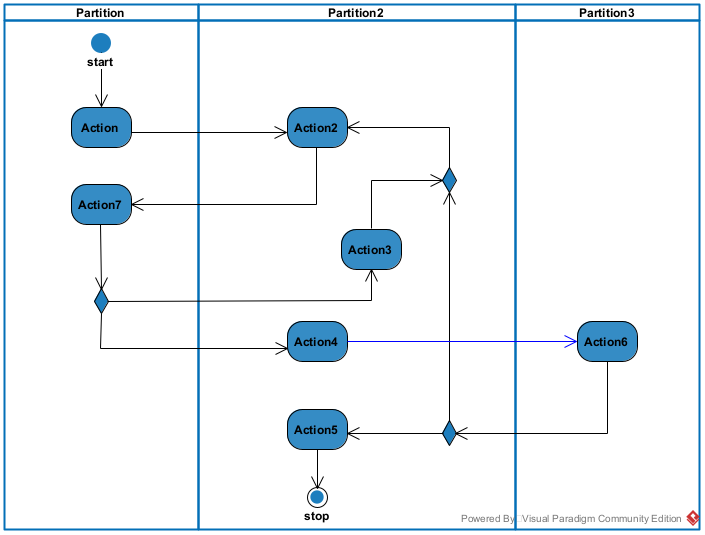 Partition
Partition2
Partition3
start
Action
Action2
Action7
Action3
Action4
Action6
Action5
stop
Powered By Visual Paradigm Community Edition